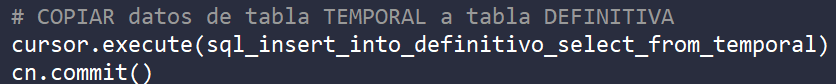 # COPIAR datos de tabla TEMPORAL a tabla DEFINITIVA
cursor.execute(sql_insert_into_definitivo_select_from_temporal)
cn.commit()